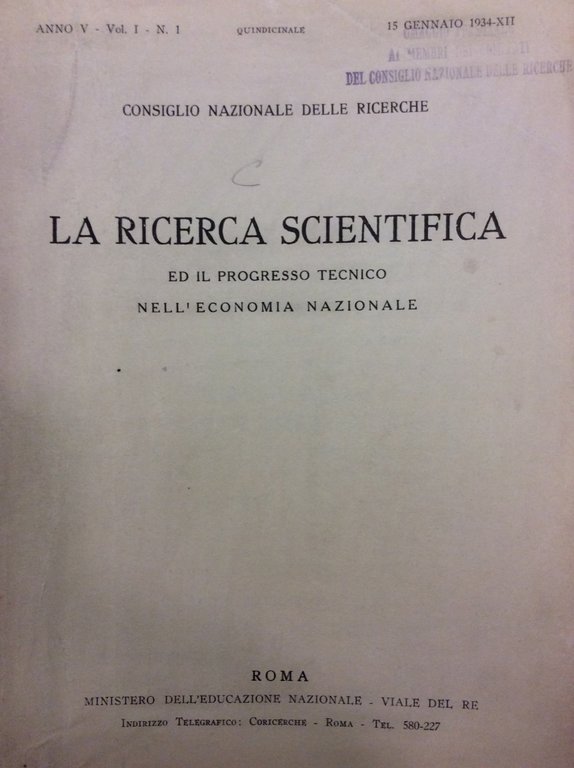 ANNO V - Vol. I - N. 1 QUINDICINALE 15 GENNAIO 1934-XII
AI MEMBRI
DEL CONSIGLIO NAZIONALE DELLE RICERCHE
CONSIGLIO NAZIONALE DELLE RICERCHE
C
LA RICERCA SCIENTIFICA
ED IL PROGRESSO TECNICO
NELL'ECONOMIA NAZIONALE
ROMA
MINISTERO DELL'EDUCAZIONE NAZIONALE - VIALE DEL RE
INDIRIZZO TELEGRAFICO: CORICERCHE - ROMA - TEL. 580-227